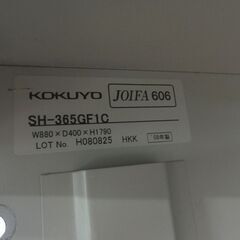 KOKUYO JOIFA 606
SH-365GF1C
W880×D400×H1790
LOT No. H080825 HKK